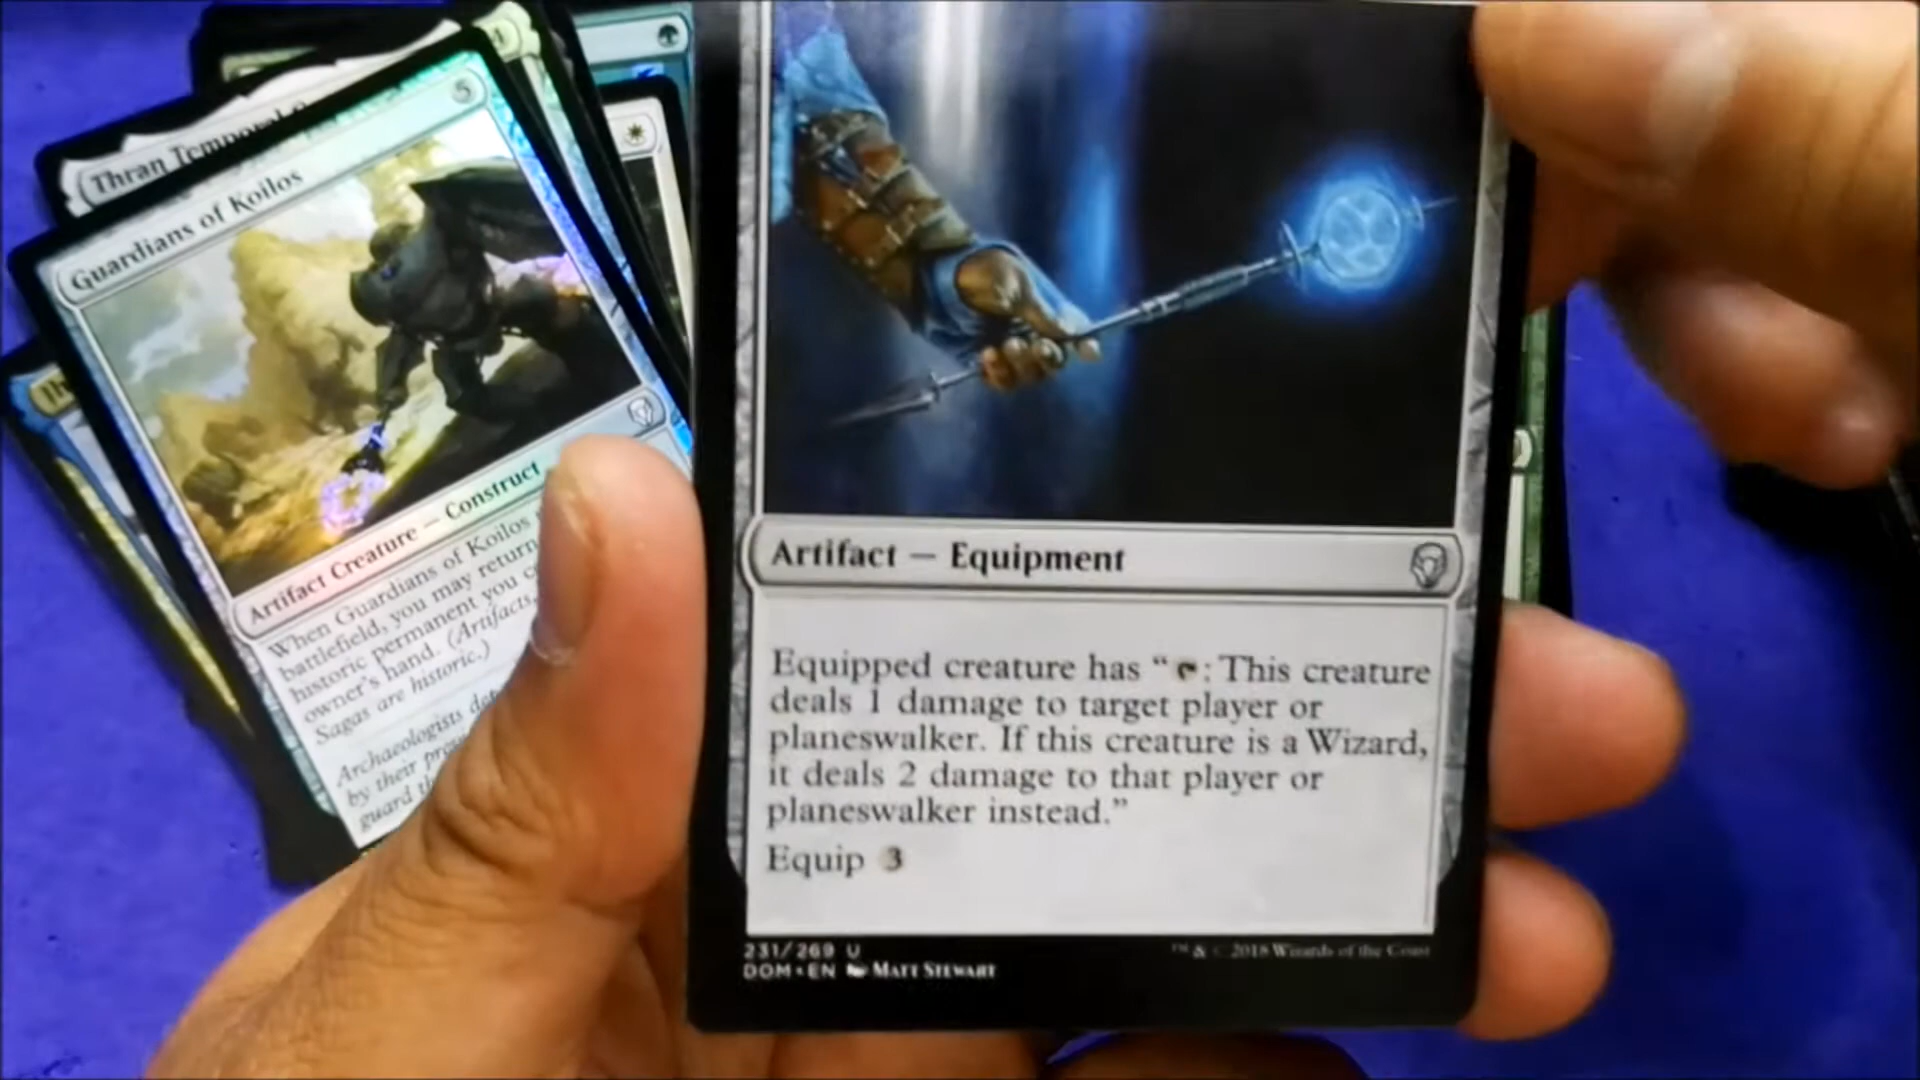 Thran Temporal
Guardians of Koilos
5
Artifact Creature — Construct
When Guardians of Koilos
battlefield, you may return
historic permanent you
owner's hand. (Artifacts,
Sagas are historic.)
Archaeologists
by their
guard
Artifact — Equipment
Equipped creature has “T: This creature
deals 1 damage to target player or
planeswalker. If this creature is a Wizard,
it deals 2 damage to that player or
planeswalker instead.”
Equip 3
231/269 U
DOM • EN MATT STEWART
™ & © 2018 Wizards of the Coast